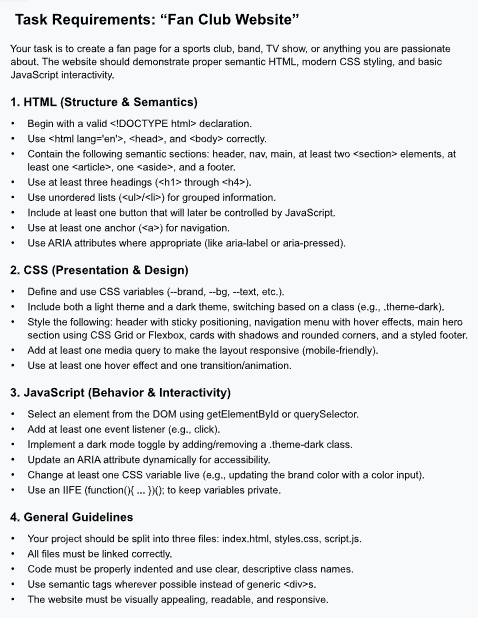 Task Requirements: “Fan Club Website”
Your task is to create a fan page for a sports club, band, TV show, or anything you are passionate
about. The website should demonstrate proper semantic HTML, modern CSS styling, and basic
JavaScript interactivity.
1. HTML (Structure & Semantics)
• Begin with a valid <!DOCTYPE html> declaration.
• Use <html lang='en'>, <head>, and <body> correctly.
• Contain the following semantic sections: header, nav, main, at least two <section> elements, at
least one <article>, one <aside>, and a footer.
• Use at least three headings (<h1> through <h4>).
• Use unordered lists (<ul>/<li>) for grouped information.
• Include at least one button that will later be controlled by JavaScript.
• Use at least one anchor (<a>) for navigation.
• Use ARIA attributes where appropriate (like aria-label or aria-pressed).
2. CSS (Presentation & Design)
• Define and use CSS variables (--brand, --bg, --text, etc.).
• Include both a light theme and a dark theme, switching based on a class (e.g., .theme-dark).
• Style the following: header with sticky positioning, navigation menu with hover effects, main hero
section using CSS Grid or Flexbox, cards with shadows and rounded corners, and a styled footer.
• Add at least one media query to make the layout responsive (mobile-friendly).
• Use at least one hover effect and one transition/animation.
3. JavaScript (Behavior & Interactivity)
• Select an element from the DOM using getElementById or querySelector.
• Add at least one event listener (e.g., click).
• Implement a dark mode toggle by adding/removing a .theme-dark class.
• Update an ARIA attribute dynamically for accessibility.
• Change at least one CSS variable live (e.g., updating the brand color with a color input).
• Use an IIFE (function(){ ... })(); to keep variables private.
4. General Guidelines
• Your project should be split into three files: index.html, styles.css, script.js.
• All files must be linked correctly.
• Code must be properly indented and use clear, descriptive class names.
• Use semantic tags wherever possible instead of generic <div>s.
• The website must be visually appealing, readable, and responsive.